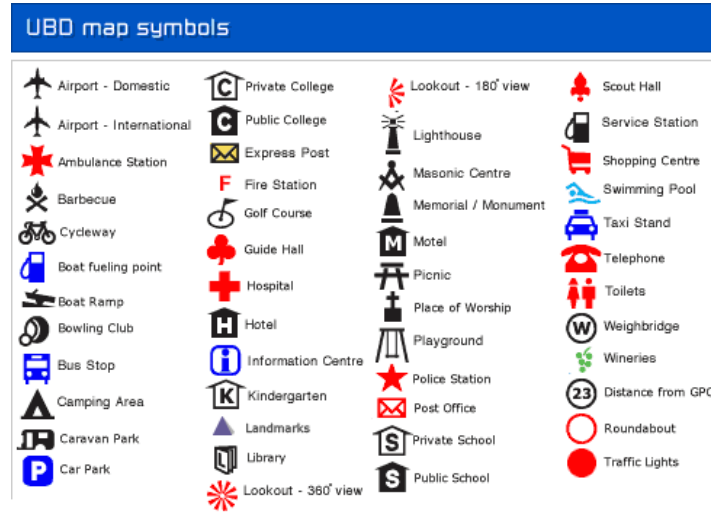 UBD map symbols
Airport - Domestic
Airport - International
Ambulance Station
Barbecue
Cycleway
Boat fueling point
Boat Ramp
Bowling Club
Bus Stop
Camping Area
Caravan Park
P Car Park
C Private College
C Public College
Express Post
F Fire Station
Golf Course
Guide Hall
Hospital
H Hotel
i Information Centre
K Kindergarten
Landmarks
L Library
Lookout - 360° view
Lookout - 180° view
Lighthouse
Masonic Centre
Memorial / Monument
M Motel
Picnic
Place of Worship
Playground
Police Station
Post Office
S Private School
S Public School
Scout Hall
Service Station
Shopping Centre
Swimming Pool
Taxi Stand
Telephone
Toilets
W Weighbridge
Wineries
23 Distance from GPO
Roundabout
Traffic Lights